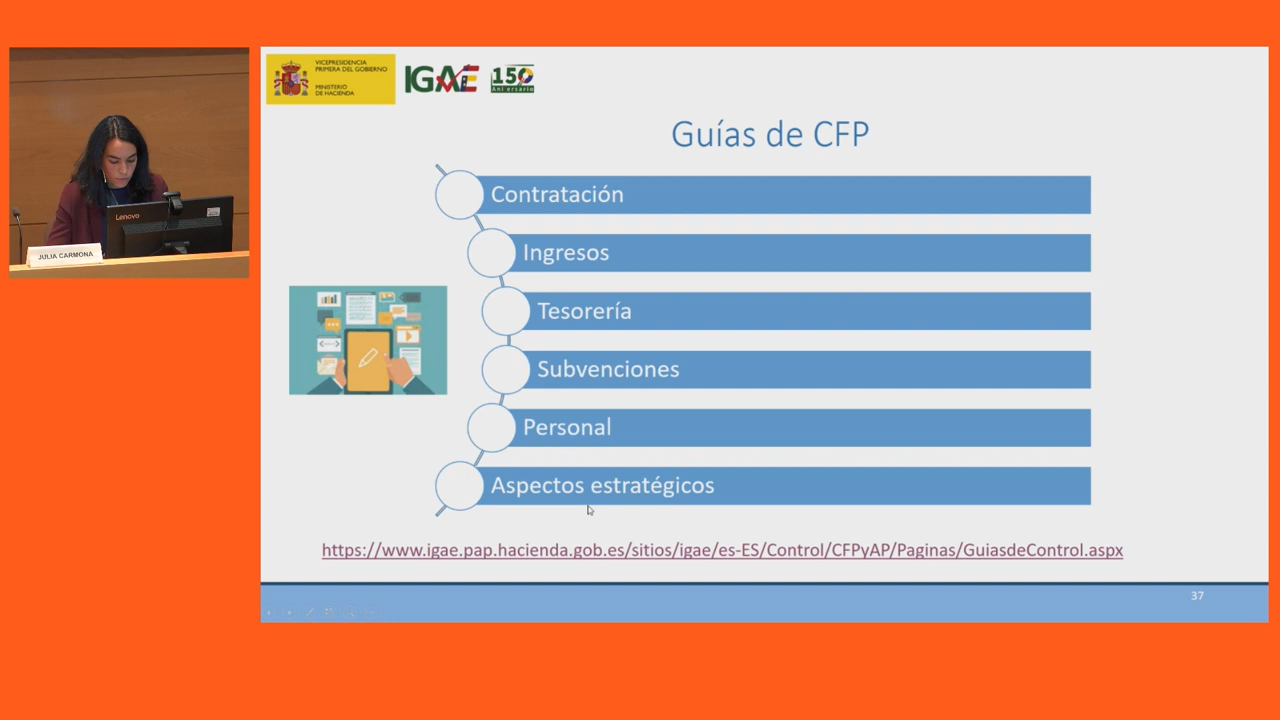 VICEPRESIDENCIA
PRIMERA DEL GOBIERNO
MINISTERIO
DE HACIENDA
IGAE
150
Aniversario
Guías de CFP
Contratación
Ingresos
Tesorería
Subvenciones
Personal
Aspectos estratégicos
https://www.igae.pap.hacienda.gob.es/sitios/igae/es-ES/Control/CFPyAP/Paginas/GuiasdeControl.aspx
37
Lenovo
JULIA CARMONA